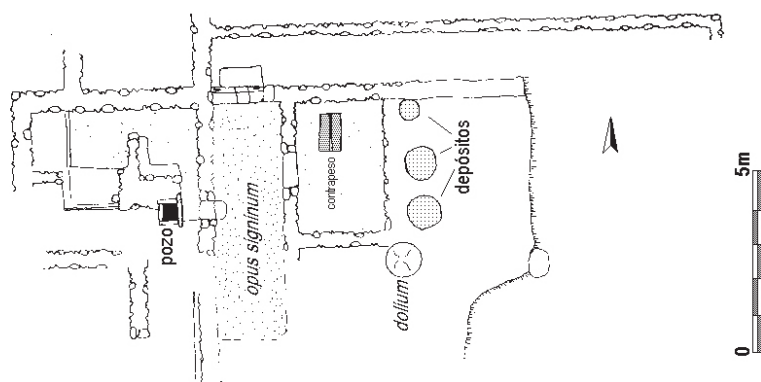 pozo
opus signinum
contrapeso
depósitos
dolium
0
5m